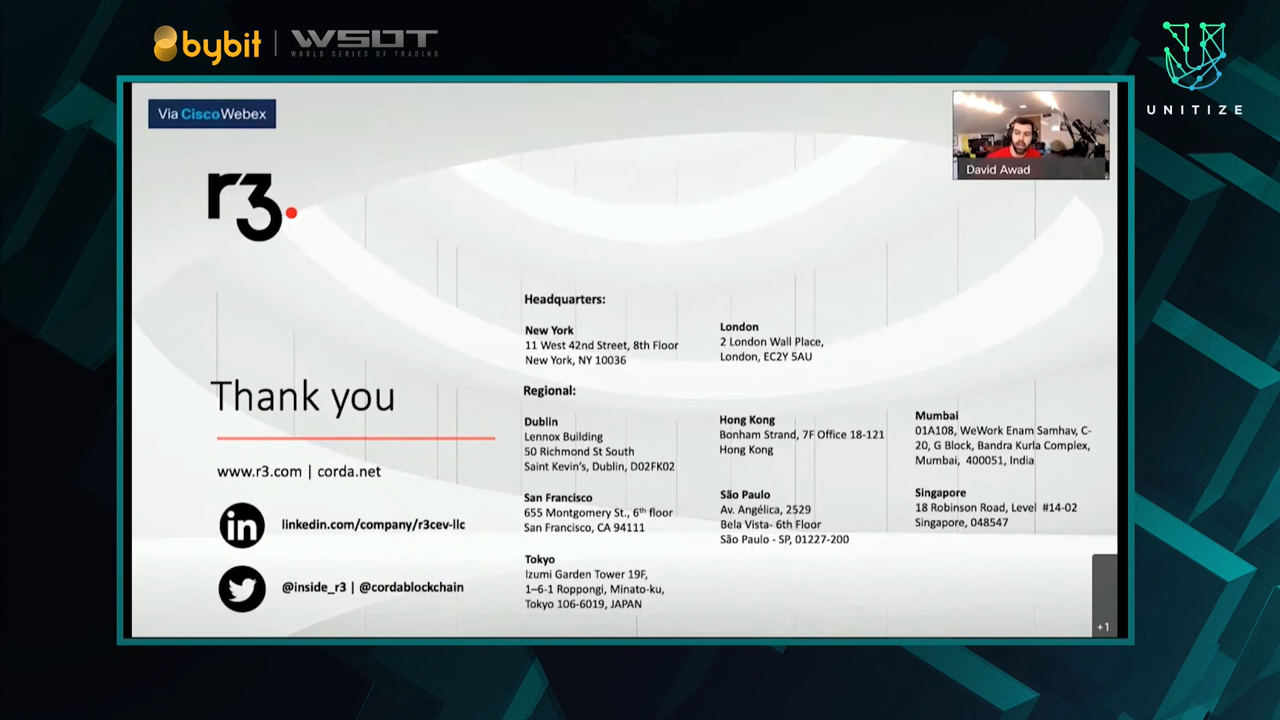 bybit | WSOT
WORLD SERIES OF TRADING
UNITIZE
Via CiscoWebex
David Awad
r3.
Headquarters:
New York
11 West 42nd Street, 8th Floor
New York, NY 10036
London
2 London Wall Place,
London, EC2Y 5AU
Thank you
www.r3.com | corda.net
in
linkedin.com/company/r3cev-llc
@inside_r3 | @cordablockchain
Regional:
Dublin
Lennox Building
50 Richmond St South
Saint Kevin's, Dublin, D02FK02
Hong Kong
Bonham Strand, 7F Office 18-121
Hong Kong
Mumbai
01A108, WeWork Enam Samhav, C-
20, G Block, Bandra Kurla Complex,
Mumbai, 400051, India
San Francisco
655 Montgomery St., 6th floor
San Francisco, CA 94111
São Paulo
Av. Angélica, 2529
Bela Vista- 6th Floor
São Paulo - SP, 01227-200
Singapore
18 Robinson Road, Level #14-02
Singapore, 048547
Tokyo
Izumi Garden Tower 19F,
1–6-1 Roppongi, Minato-ku,
Tokyo 106-6019, JAPAN
+1